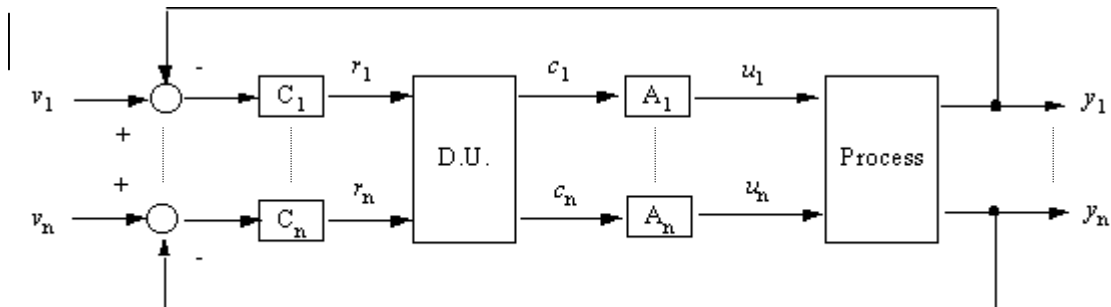 -
v₁ + C₁ r₁ D.U. c₁ A₁ u₁ Process y₁
+
vₙ - Cₙ rₙ cₙ Aₙ uₙ yₙ